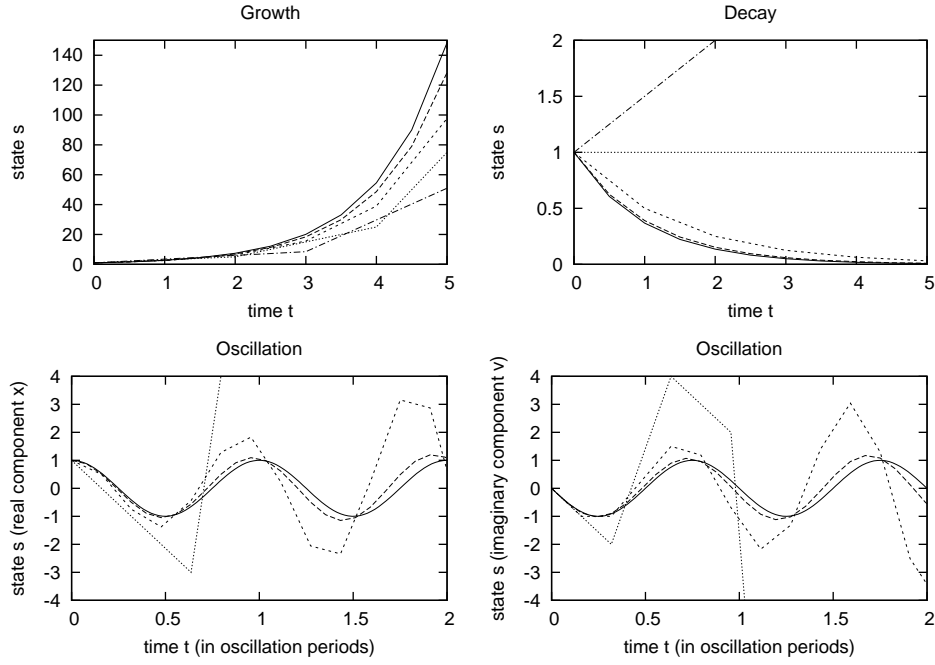 Growth
state s
140
120
100
80
60
40
20
0
0 1 2 3 4 5
time t
Decay
state s
2
1.5
1
0.5
0
0 1 2 3 4 5
time t
Oscillation
state s (real component x)
4
3
2
1
0
-1
-2
-3
-4
0 0.5 1 1.5 2
time t (in oscillation periods)
Oscillation
state s (imaginary component v)
4
3
2
1
0
-1
-2
-3
-4
0 0.5 1 1.5 2
time t (in oscillation periods)